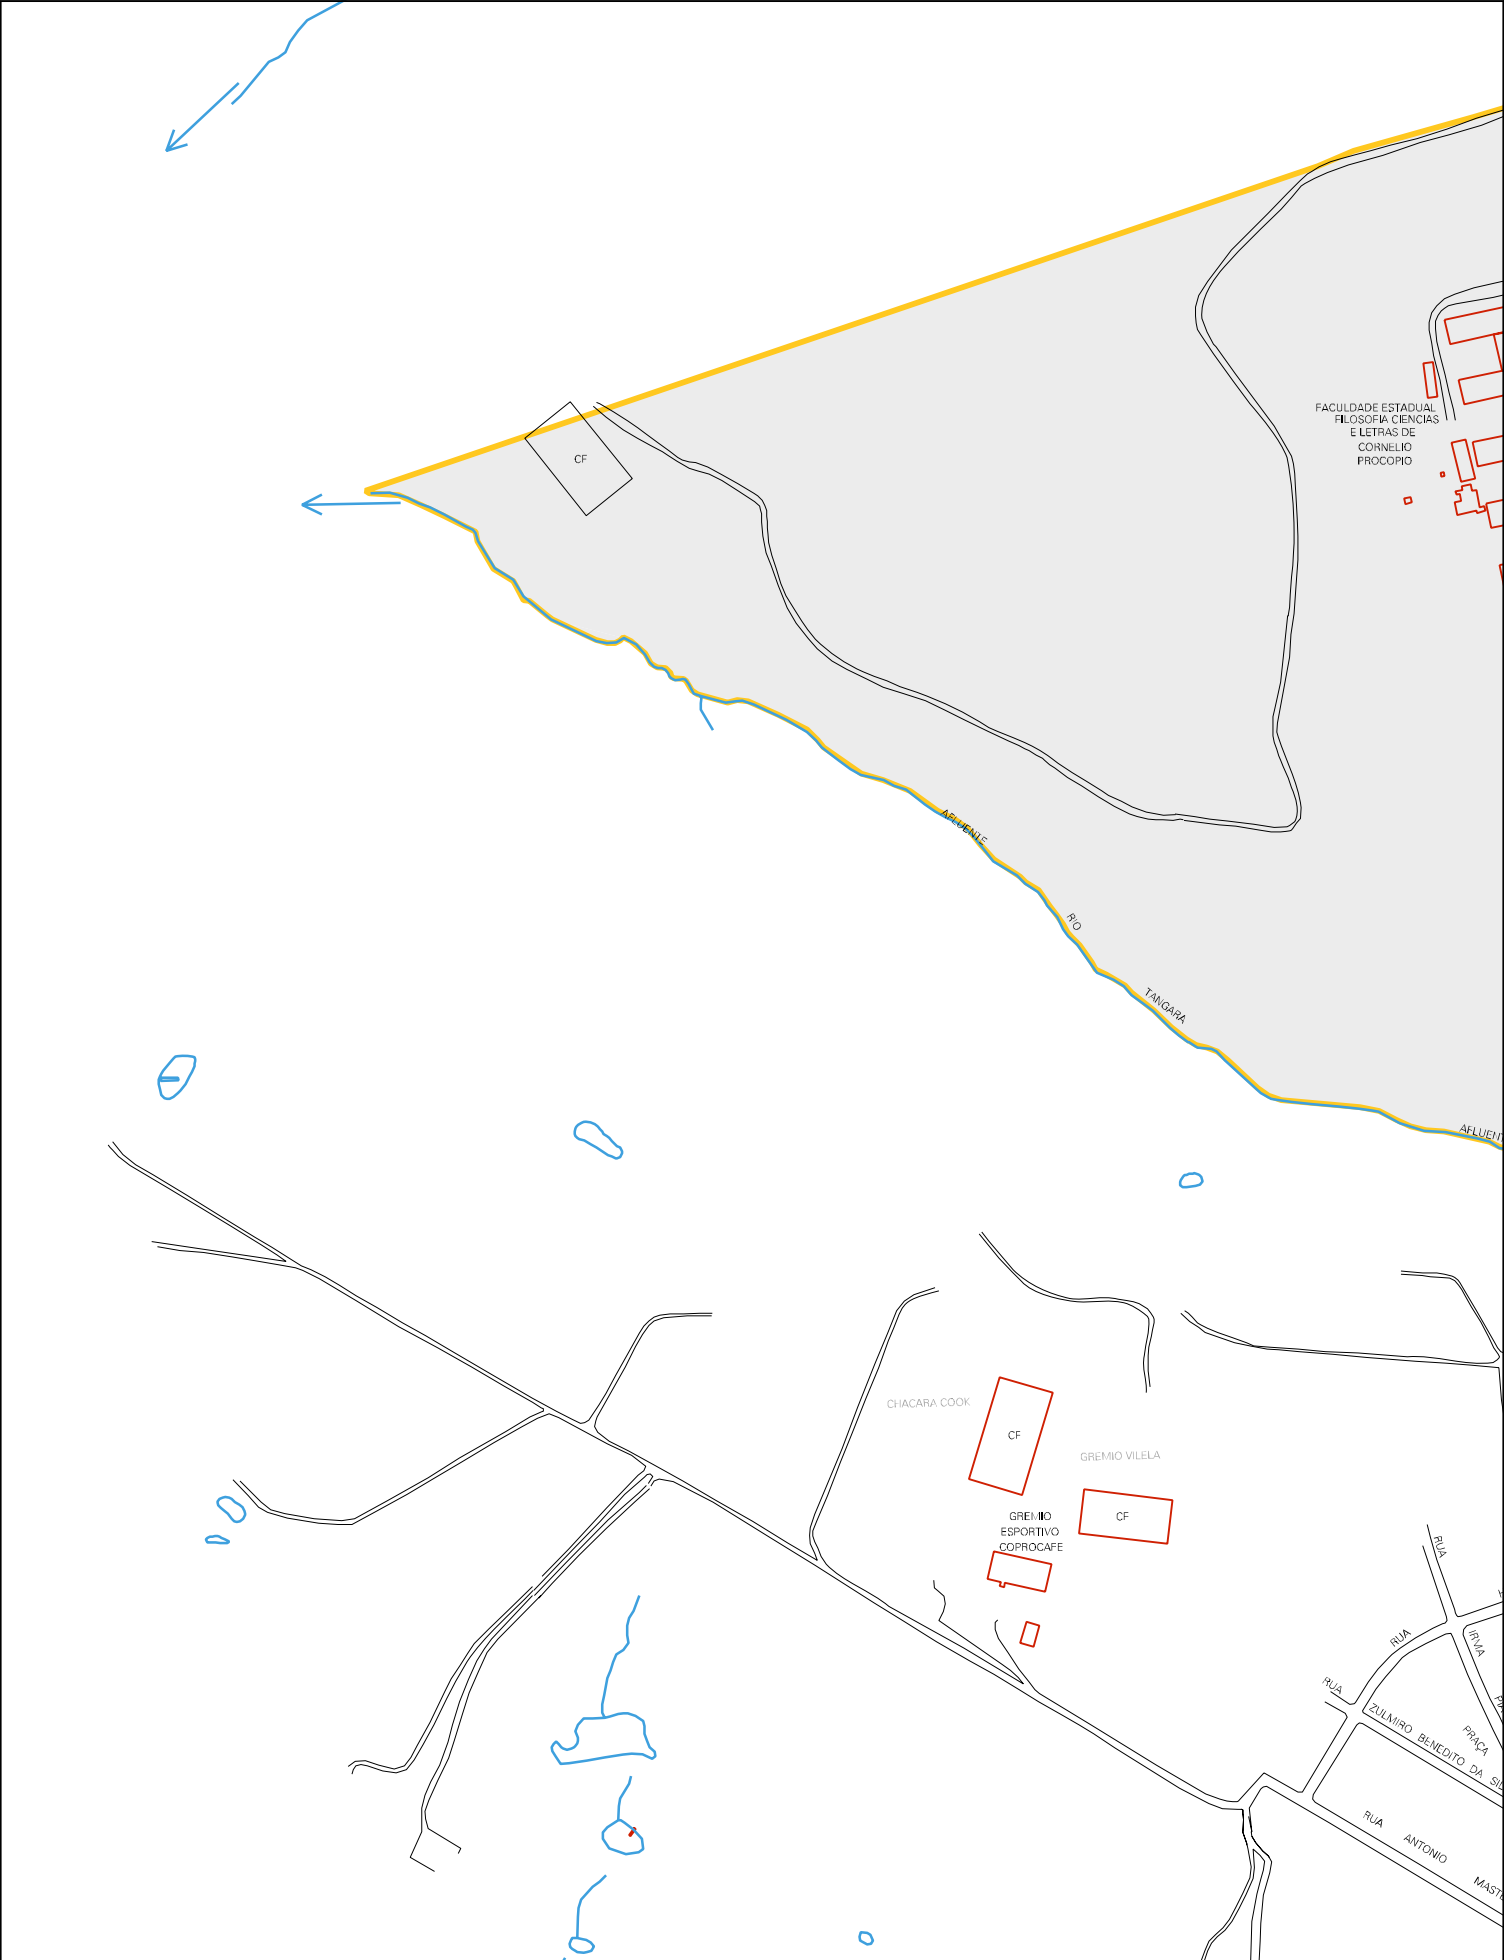 FACULDADE ESTADUAL
FILOSOFIA CIENCIAS
E LETRAS DE
CORNELIO
PROCOPIO
CF
AFLUENTE
RIO
TANGARA
CHACARA COOK
CF
GREMIO VILELA
CF
GREMIO
ESPORTIVO
COPROCAFE
RUA
RUA
IRMA
RUA
ZULMIRO BENEDITO DA
PRAÇA
RUA ANTONIO